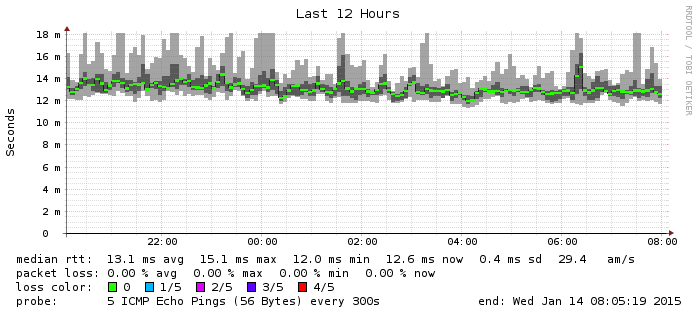 Last 12 Hours
RRDTOOL / TOBI OETIKER
Seconds
18 m
16 m
14 m
12 m
10 m
8 m
6 m
4 m
2 m
0
22:00 00:00 02:00 04:00 06:00 08:00
median rtt: 13.1 ms avg 15.1 ms max 12.0 ms min 12.6 ms now 0.4 ms sd 29.4 am/s
packet loss: 0.00 % avg 0.00 % max 0.00 % min 0.00 % now
loss color: 0 1/5 2/5 3/5 4/5
probe: 5 ICMP Echo Pings (56 Bytes) every 300s end: Wed Jan 14 08:05:19 2015